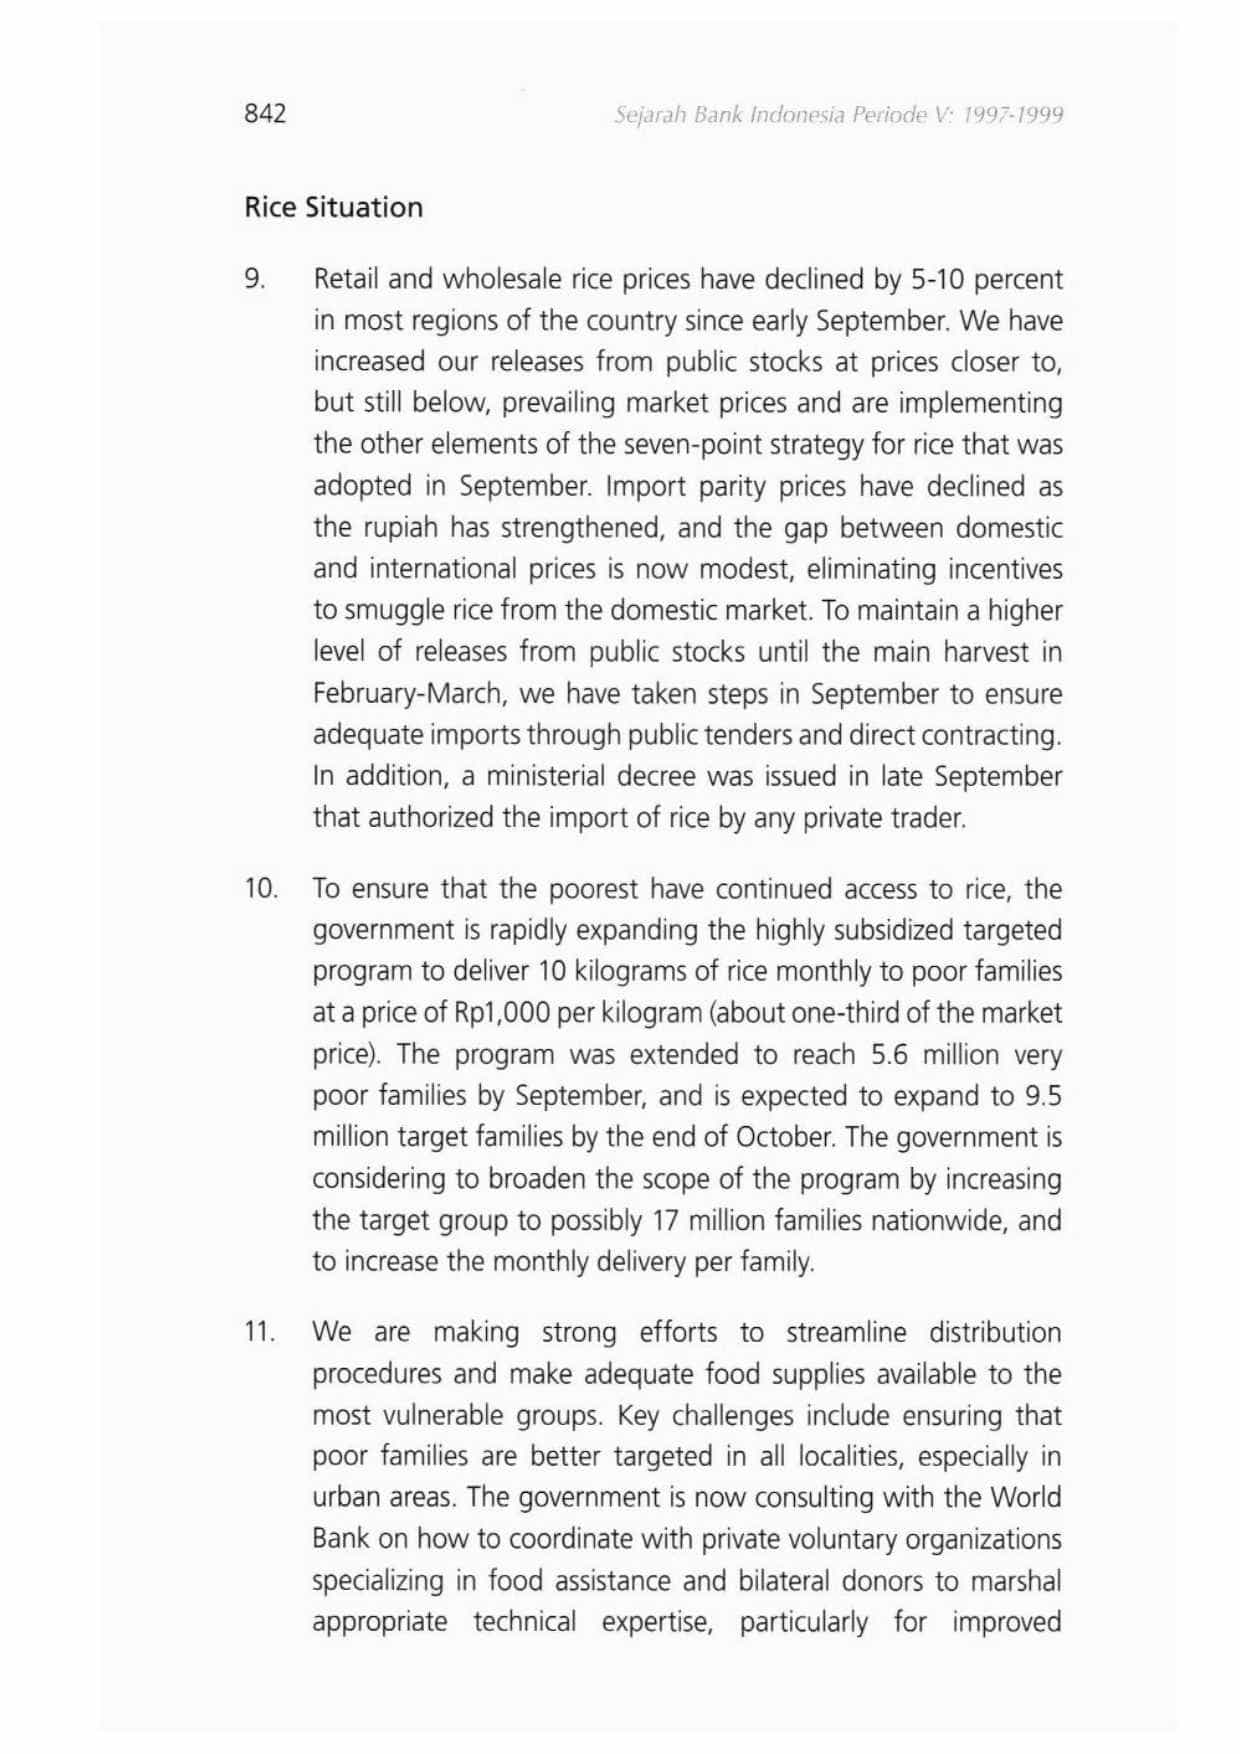 842
Sejarah Bank Indonesia Periode V: 1997-1999
Rice Situation
9. Retail and wholesale rice prices have declined by 5-10 percent
in most regions of the country since early September. We have
increased our releases from public stocks at prices closer to,
but still below, prevailing market prices and are implementing
the other elements of the seven-point strategy for rice that was
adopted in September. Import parity prices have declined as
the rupiah has strengthened, and the gap between domestic
and international prices is now modest, eliminating incentives
to smuggle rice from the domestic market. To maintain a higher
level of releases from public stocks until the main harvest in
February-March, we have taken steps in September to ensure
adequate imports through public tenders and direct contracting.
In addition, a ministerial decree was issued in late September
that authorized the import of rice by any private trader.
10. To ensure that the poorest have continued access to rice, the
government is rapidly expanding the highly subsidized targeted
program to deliver 10 kilograms of rice monthly to poor families
at a price of Rp1,000 per kilogram (about one-third of the market
price). The program was extended to reach 5.6 million very
poor families by September, and is expected to expand to 9.5
million target families by the end of October. The government is
considering to broaden the scope of the program by increasing
the target group to possibly 17 million families nationwide, and
to increase the monthly delivery per family.
11. We are making strong efforts to streamline distribution
procedures and make adequate food supplies available to the
most vulnerable groups. Key challenges include ensuring that
poor families are better targeted in all localities, especially in
urban areas. The government is now consulting with the World
Bank on how to coordinate with private voluntary organizations
specializing in food assistance and bilateral donors to marshal
appropriate technical expertise, particularly for improved